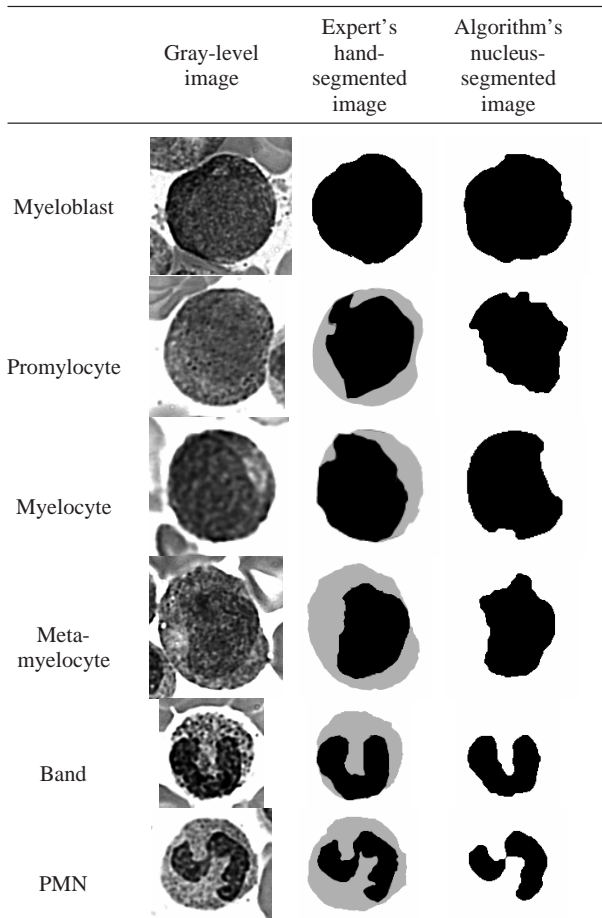 Gray-level
image
Expert's
hand-
segmented
image
Algorithm's
nucleus-
segmented
image
Myeloblast
Promylocyte
Myelocyte
Meta-
myelocyte
Band
PMN